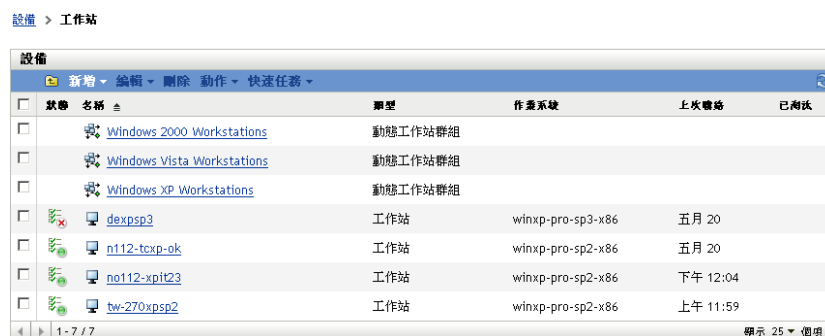 設備 > 工作站
設備
新增 編輯 刪除 動作 快速任務
狀態 名稱 類型 作業系統 上次聯絡 已淘汰
Windows 2000 Workstations 動態工作站群組
Windows Vista Workstations 動態工作站群組
Windows XP Workstations 動態工作站群組
dexpsp3 工作站 winxp-pro-sp3-x86 五月 20
n112-tcxp-ok 工作站 winxp-pro-sp2-x86 五月 20
no112-xpit23 工作站 winxp-pro-sp2-x86 下午 12:04
tw-270xpsp2 工作站 winxp-pro-sp2-x86 上午 11:59
1 - 7 / 7 顯示 25 個項